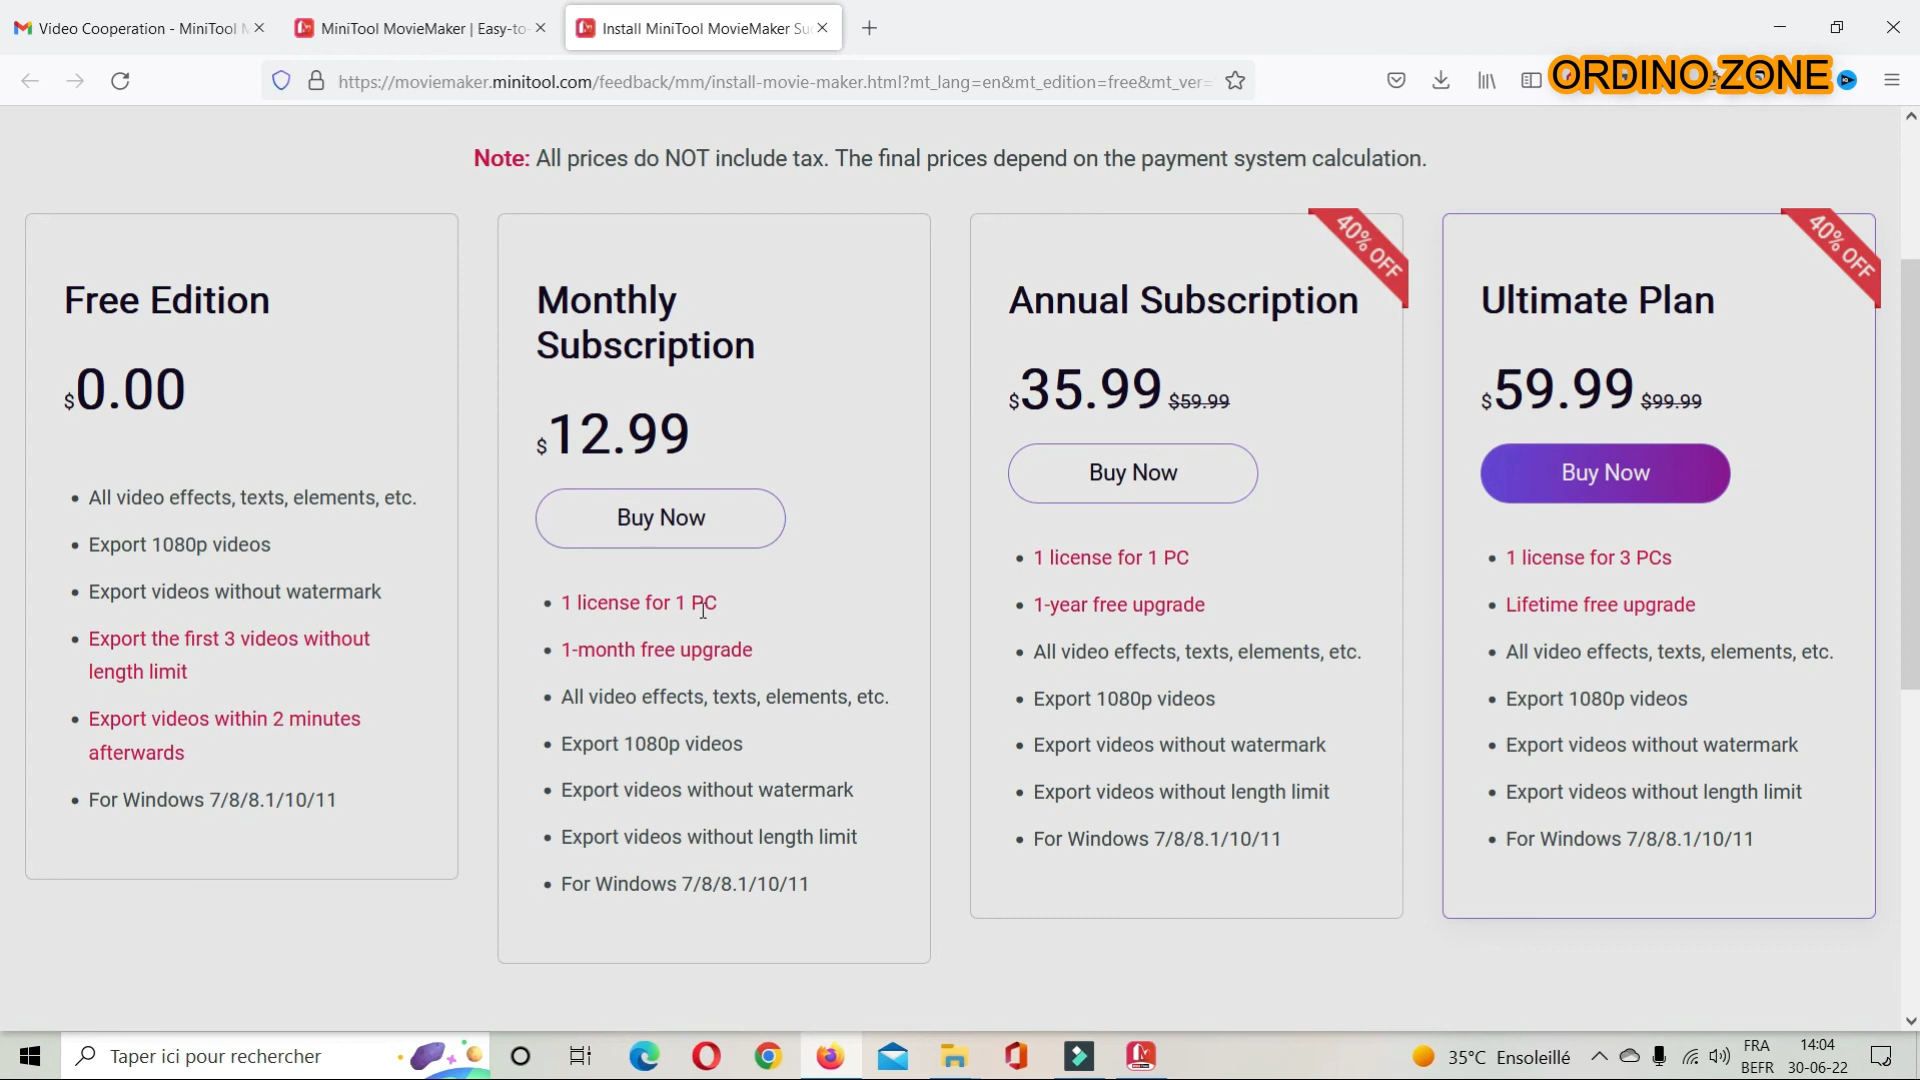 Video Cooperation - MiniTool M
MiniTool MovieMaker | Easy-to-
Install MiniTool MovieMaker Su
https://moviemaker.minitool.com/feedback/mm/install-movie-maker.html?mt_lang=en&mt_edition=free&mt_ver=
ORDINO ZONE
Note: All prices do NOT include tax. The final prices depend on the payment system calculation.
Free Edition
$0.00
All video effects, texts, elements, etc.
Export 1080p videos
Export videos without watermark
Export the first 3 videos without
length limit
Export videos within 2 minutes
afterwards
For Windows 7/8/8.1/10/11
Monthly
Subscription
$12.99
Buy Now
1 license for 1 PC
1-month free upgrade
All video effects, texts, elements, etc.
Export 1080p videos
Export videos without watermark
Export videos without length limit
For Windows 7/8/8.1/10/11
40% OFF
Annual Subscription
$35.99 $59.99
Buy Now
1 license for 1 PC
1-year free upgrade
All video effects, texts, elements, etc.
Export 1080p videos
Export videos without watermark
Export videos without length limit
For Windows 7/8/8.1/10/11
40% OFF
Ultimate Plan
$59.99 $99.99
Buy Now
1 license for 3 PCs
Lifetime free upgrade
All video effects, texts, elements, etc.
Export 1080p videos
Export videos without watermark
Export videos without length limit
For Windows 7/8/8.1/10/11
Taper ici pour rechercher
35°C Ensoleillé
FRA
BEFR
14:04
30-06-22